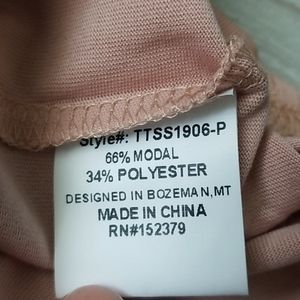 Style#: TTSS1906-P
66% MODAL
34% POLYESTER
DESIGNED IN BOZEMAN,MT
MADE IN CHINA
RN#152379